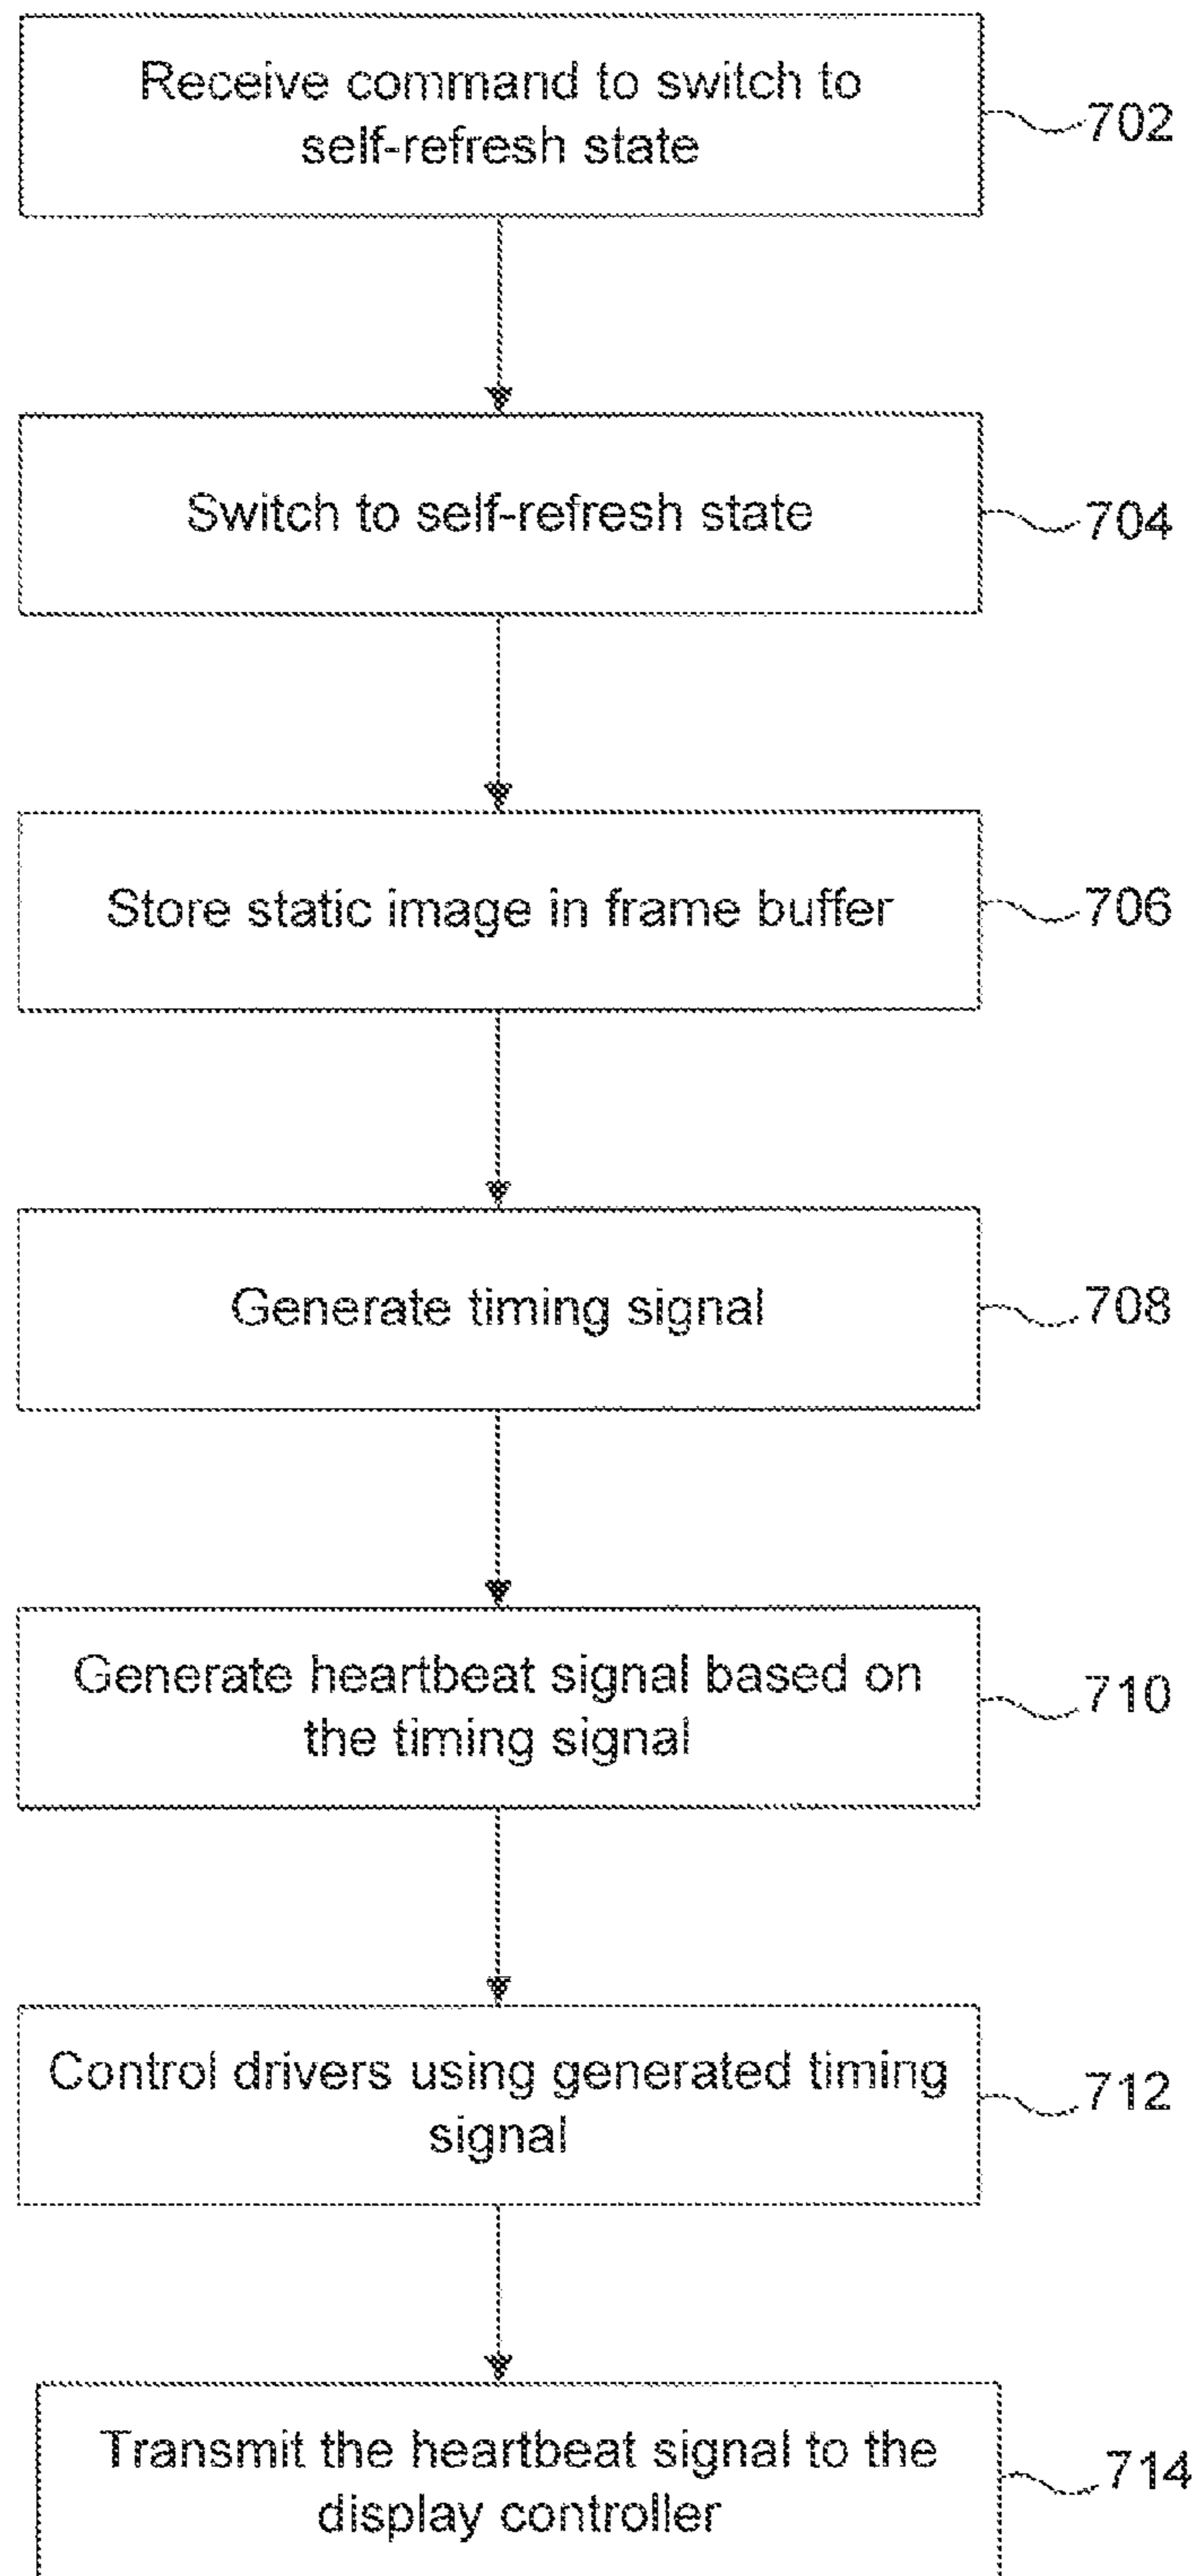 Receive command to switch to
self-refresh state
702
Switch to self-refresh state
704
Store static image in frame buffer
706
Generate timing signal
708
Generate heartbeat signal based on
the timing signal
710
Control drivers using generated timing
signal
712
Transmit the heartbeat signal to the
display controller
714